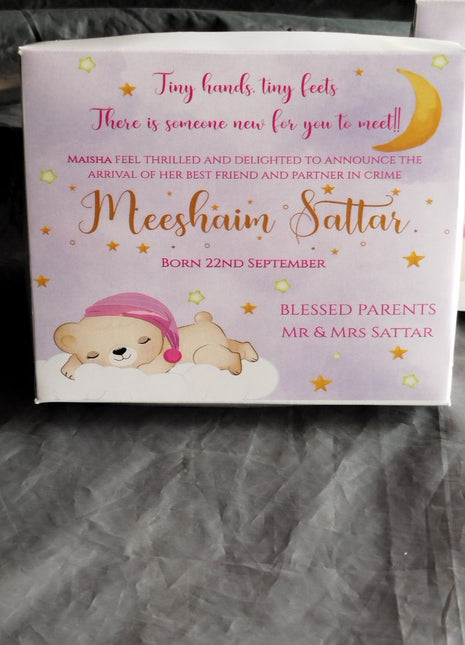 Tiny hands, tiny feets
There is someone new for you to meet!!
MAISHA FEEL THRILLED AND DELIGHTED TO ANNOUNCE THE
ARRIVAL OF HER BEST FRIEND AND PARTNER IN CRIME
Meeshaim Sattar
BORN 22ND SEPTEMBER
BLESSED PARENTS
MR & MRS SATTAR